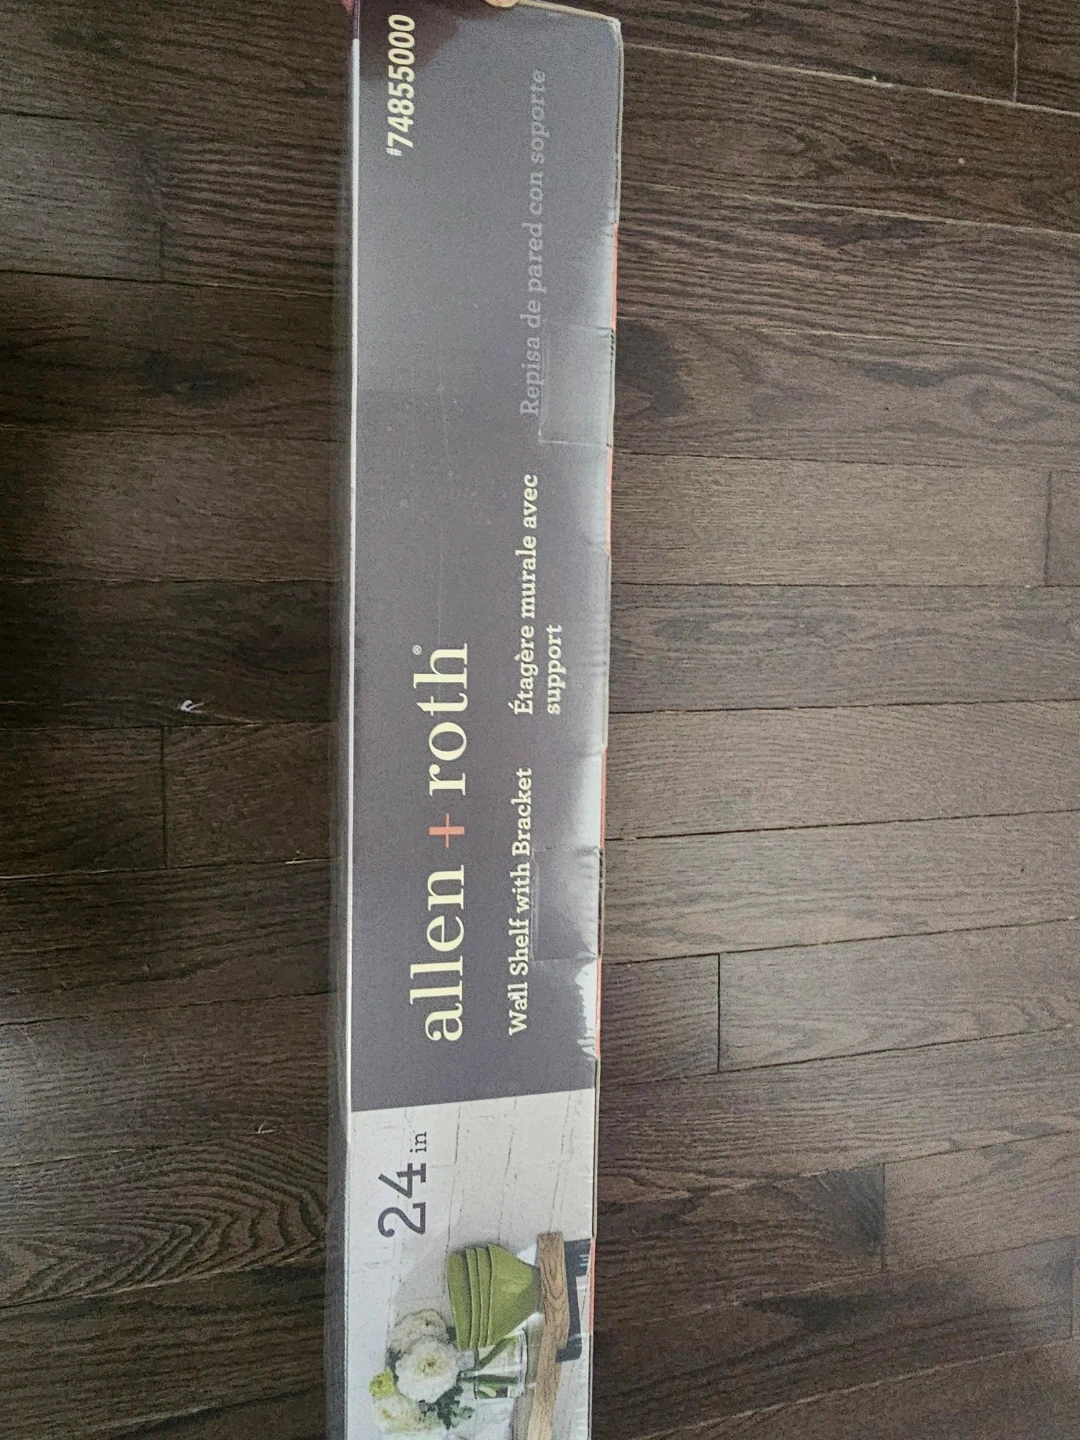 24 in
allen + roth®
Wall Shelf with Bracket
Étagère murale avec
support
Repisa de pared con soporte
#74855000